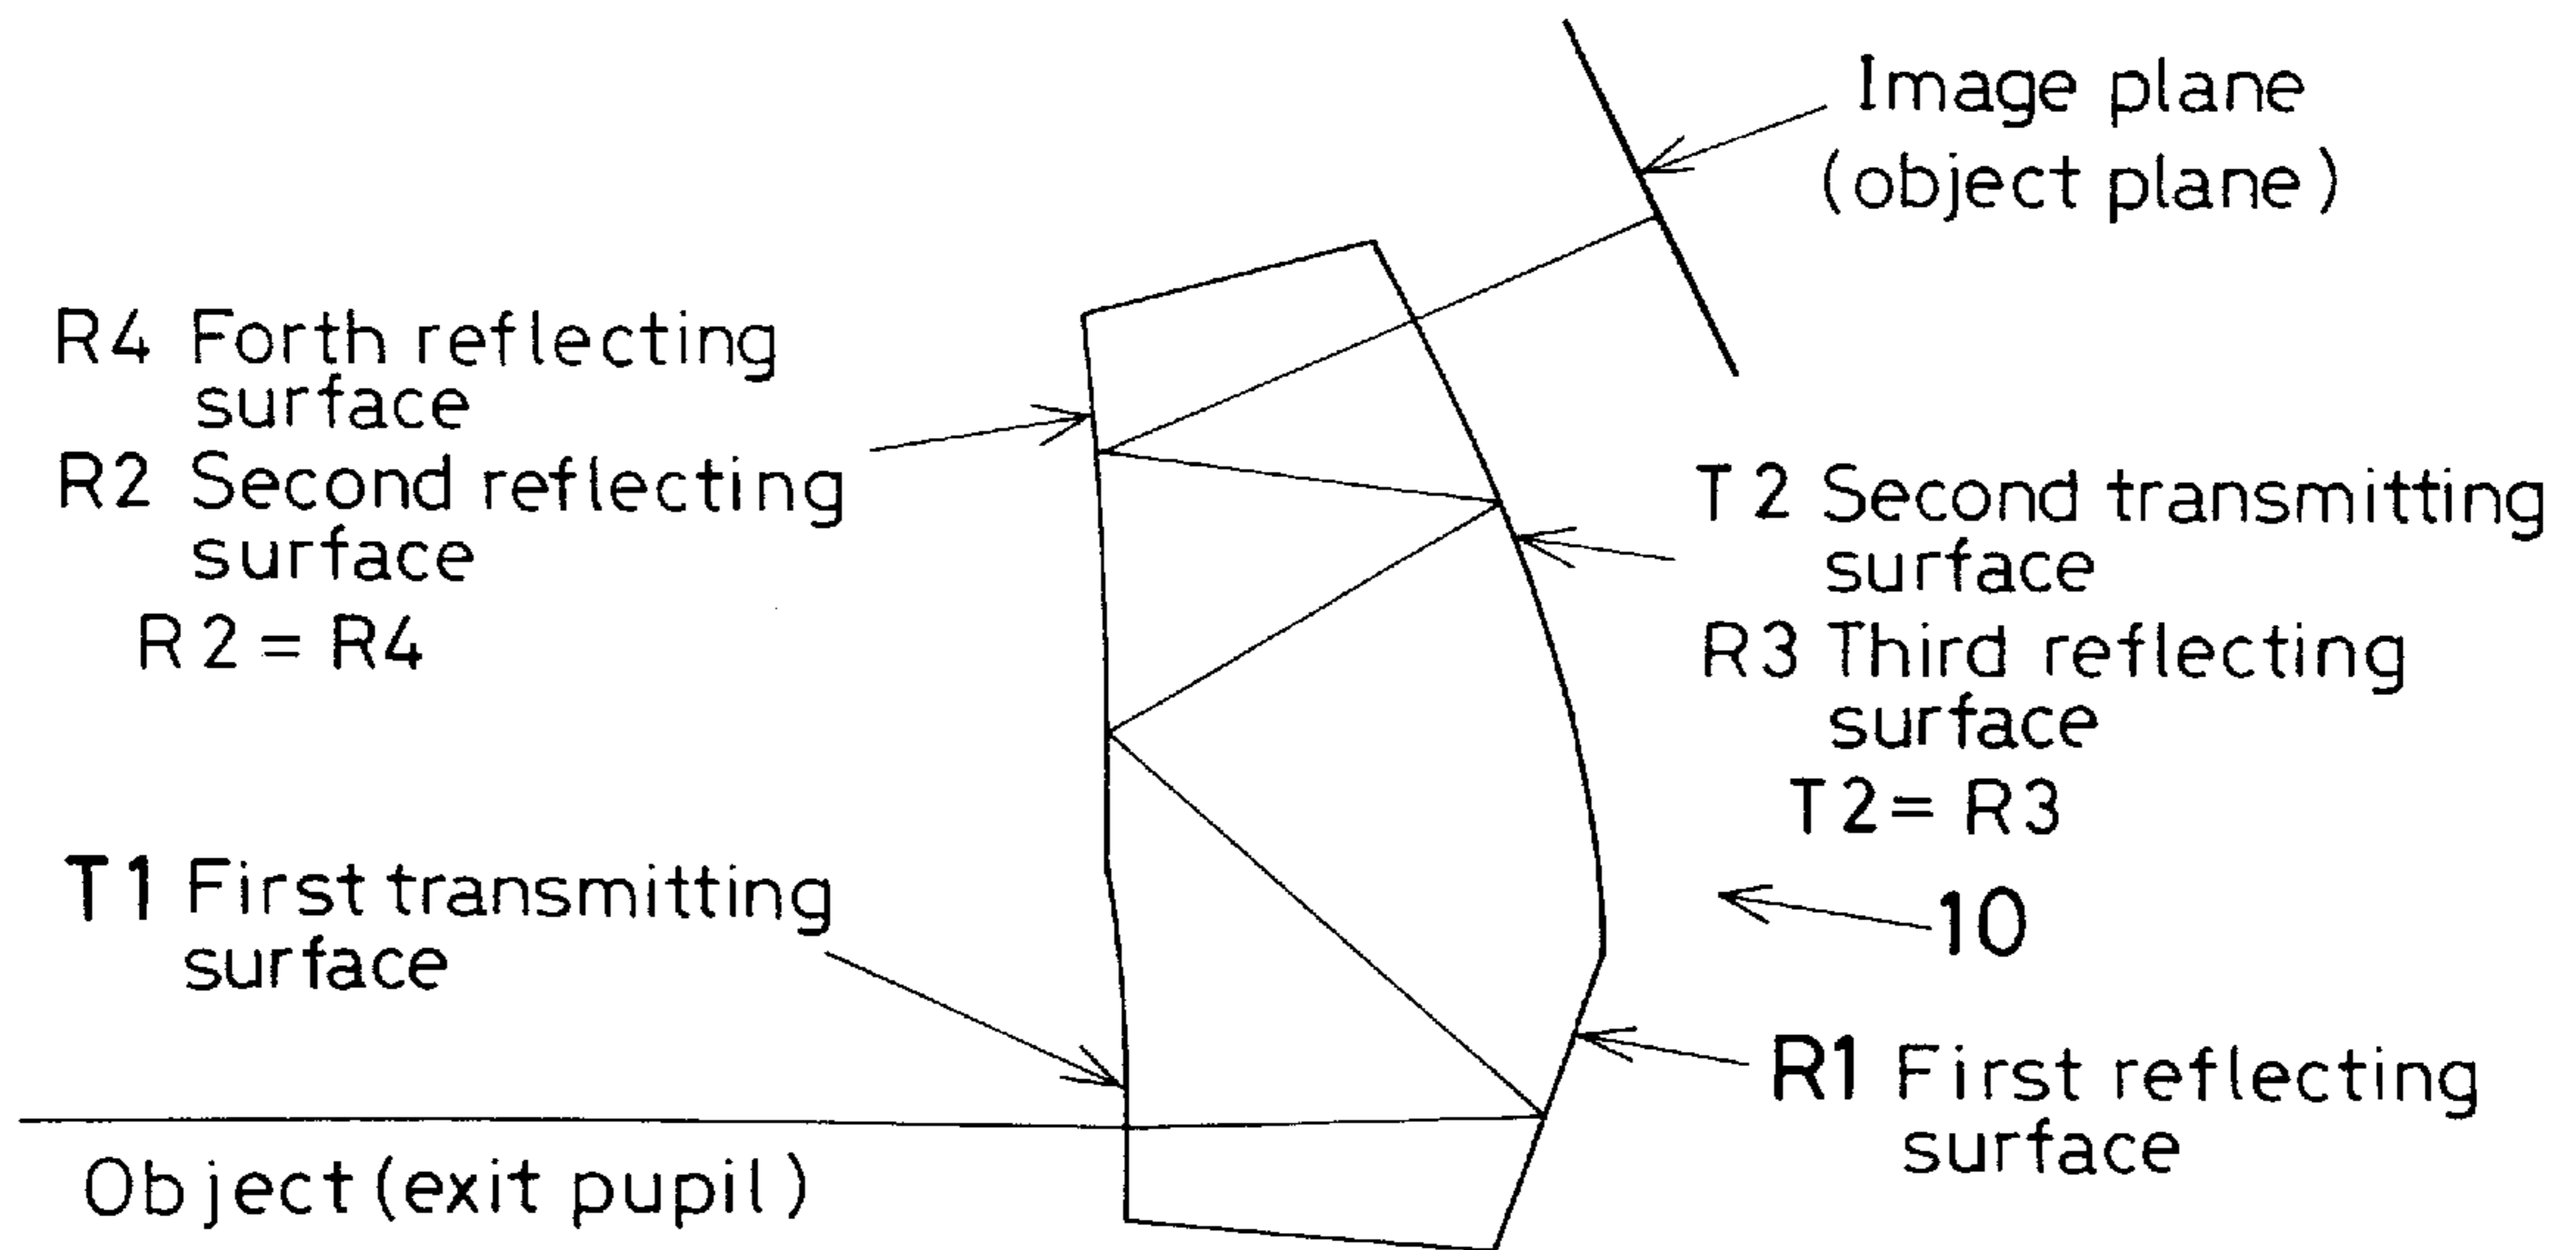 Image plane
(object plane)
R4 Forth reflecting
surface
R2 Second reflecting
surface
R2 = R4
T1 First transmitting
surface
Object (exit pupil)
T2 Second transmitting
surface
R3 Third reflecting
surface
T2 = R3
10
R1 First reflecting
surface